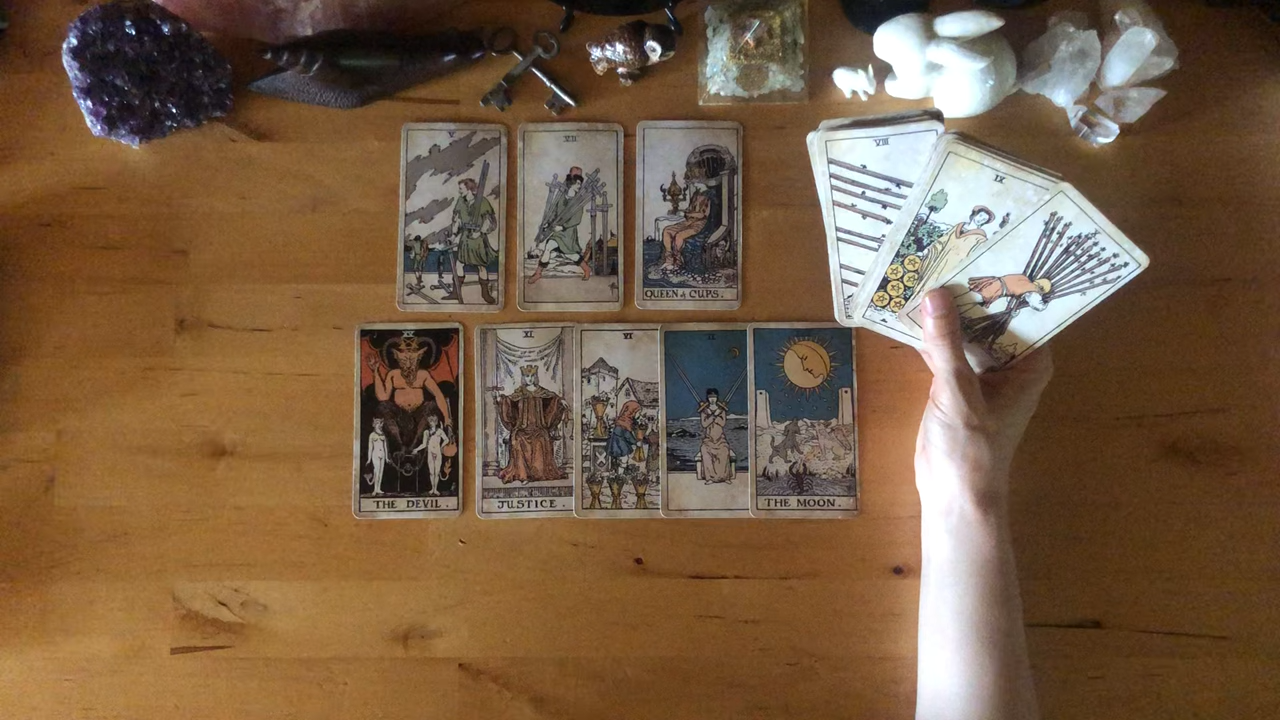 V
VII
QUEEN of CUPS.
VIII
IX
X
XV
THE DEVIL.
XI
JUSTICE.
VI
II
THE MOON.